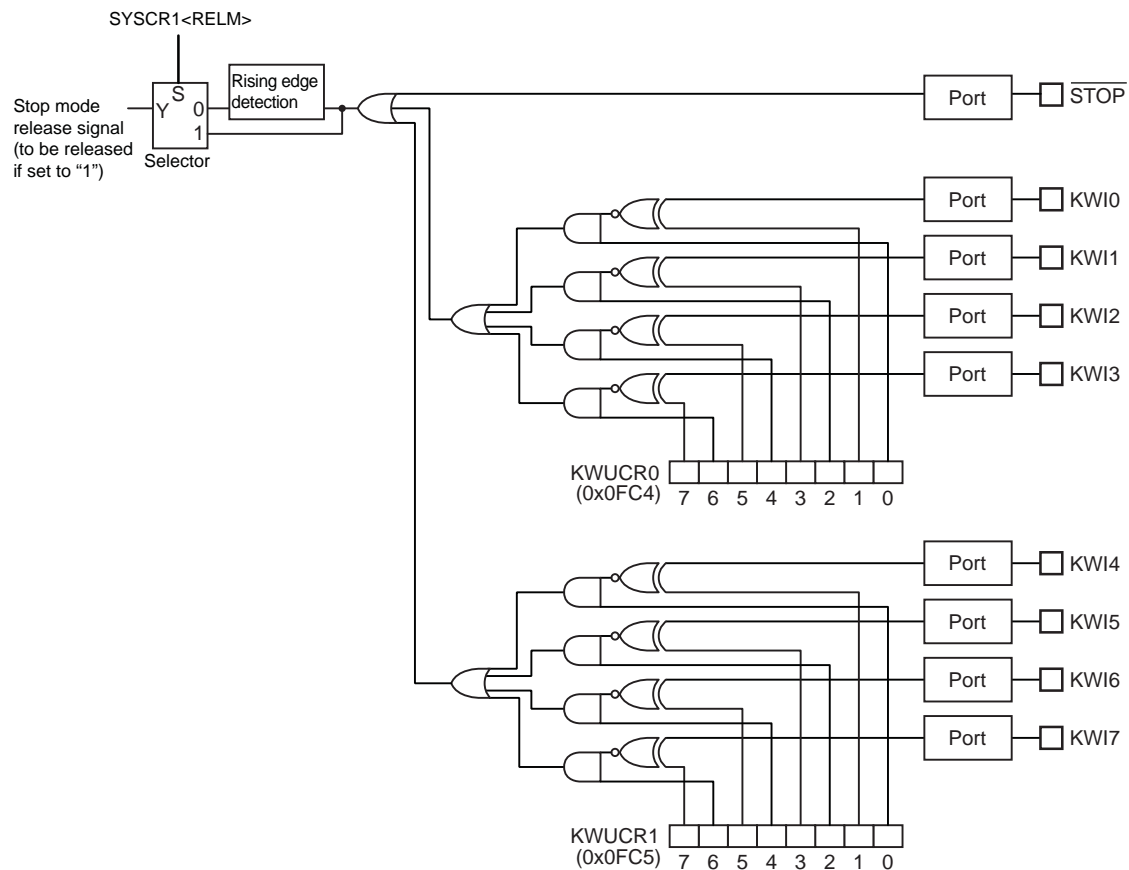 SYSCR1<RELM>
Stop mode
release signal
(to be released
if set to “1”)
Y
S
0
1
Selector
Rising edge
detection
Port
STOP
Port
KWI0
Port
KWI1
Port
KWI2
Port
KWI3
KWUCR0
(0x0FC4)
7 6 5 4 3 2 1 0
Port
KWI4
Port
KWI5
Port
KWI6
Port
KWI7
KWUCR1
(0x0FC5)
7 6 5 4 3 2 1 0